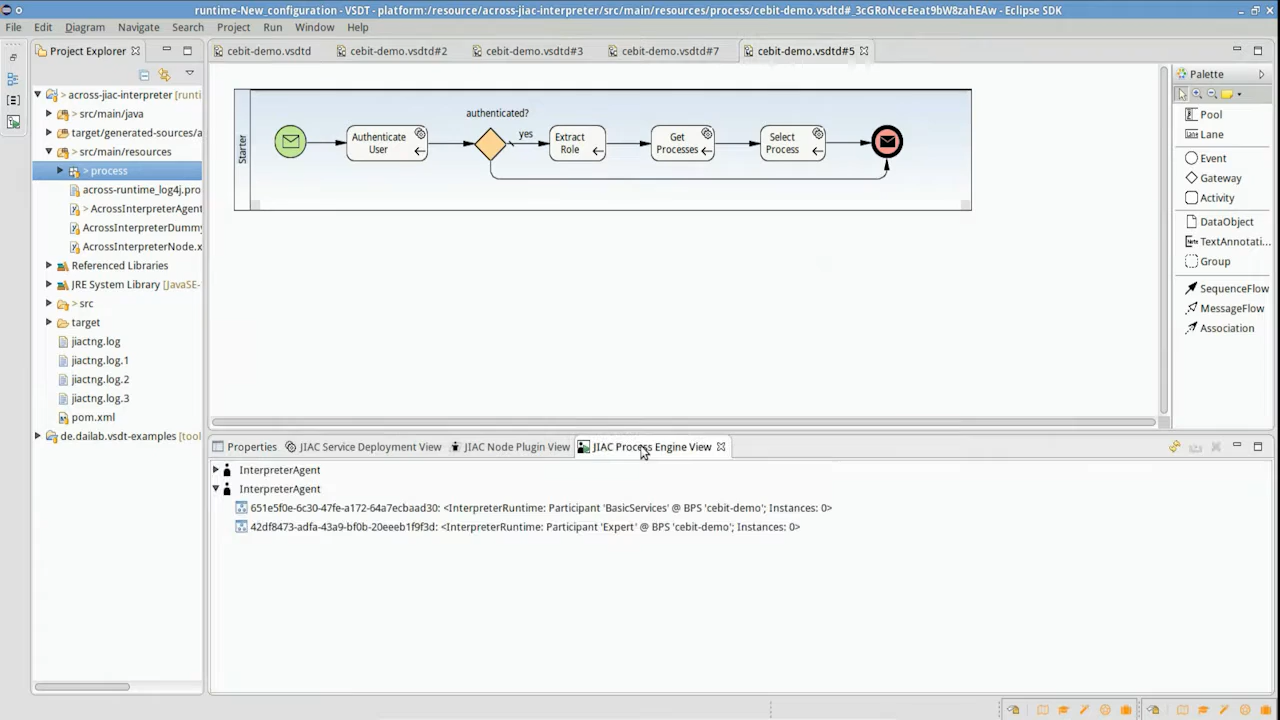 runtime-New_configuration - VSDT - platform:/resource/across-jiac-interpreter/src/main/resources/process/cebit-demo.vsdtd#_3cGRoNceEeat9bW8zahEAw - Eclipse SDK
File Edit Diagram Navigate Search Project Run Window Help
Project Explorer
cebit-demo.vsdtd
cebit-demo.vsdtd#2
cebit-demo.vsdtd#3
cebit-demo.vsdtd#7
cebit-demo.vsdtd#5
> across-jiac-interpreter [runti
> src/main/java
target/generated-sources/a
> src/main/resources
> process
across-runtime_log4j.pro
> AcrossInterpreterAgent
AcrossInterpreterDummy
AcrossInterpreterNode.x
Referenced Libraries
JRE System Library [JavaSE-
> src
target
jiactng.log
jiactng.log.1
jiactng.log.2
jiactng.log.3
pom.xml
> de.dailab.vsdt-examples [tool
Starter
Authenticate
User
authenticated?
yes
Extract
Role
Get
Processes
Select
Process
Palette
Pool
Lane
Event
Gateway
Activity
DataObject
TextAnnotati...
Group
SequenceFlow
MessageFlow
Association
Properties
JIAC Service Deployment View
JIAC Node Plugin View
JIAC Process Engine View
InterpreterAgent
InterpreterAgent
651e5f0e-6c30-47fe-a172-64a7ecbaad30: <InterpreterRuntime: Participant 'BasicServices' @ BPS 'cebit-demo'; Instances: 0>
42df8473-adfa-43a9-bf0b-20eeeb1f9f3d: <InterpreterRuntime: Participant 'Expert' @ BPS 'cebit-demo'; Instances: 0>